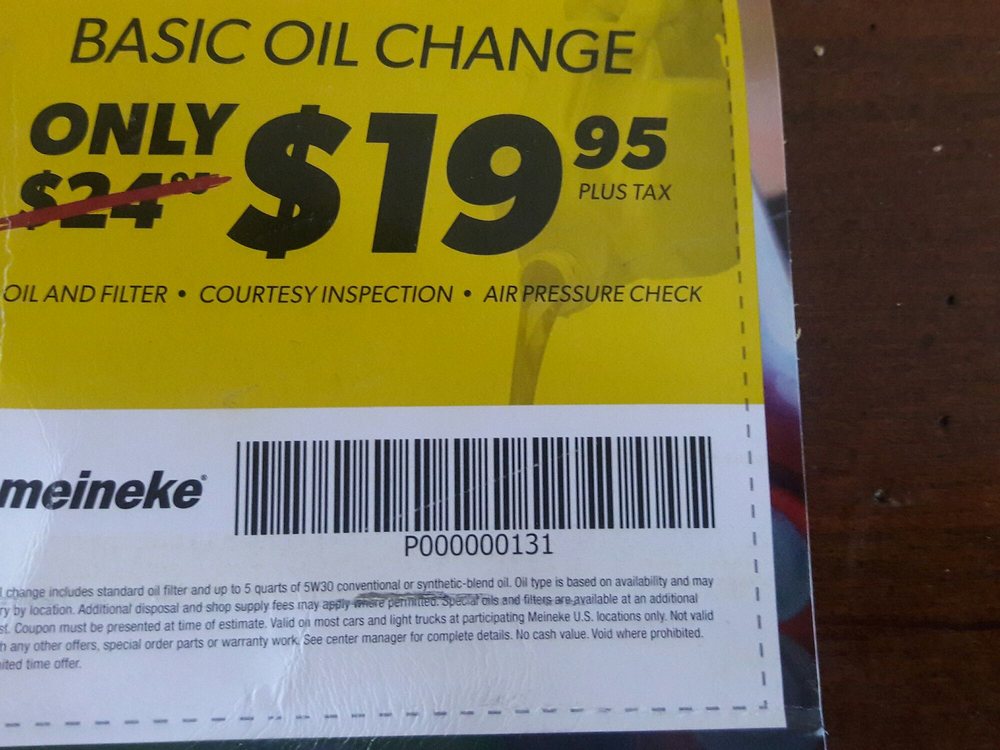 BASIC OIL CHANGE
ONLY
$24.95
$19 95
PLUS TAX
OIL AND FILTER • COURTESY INSPECTION • AIR PRESSURE CHECK
meineke®
P000000131
l change includes standard oil filter and up to 5 quarts of 5W30 conventional or synthetic-blend oil. Oil type is based on availability and may
ry by location. Additional disposal and shop supply fees may apply where permitted. Special oils and filters are available at an additional
st. Coupon must be presented at time of estimate. Valid on most cars and light trucks at participating Meineke U.S. locations only. Not valid
h any other offers, special order parts or warranty work. See center manager for complete details. No cash value. Void where prohibited.
ited time offer.